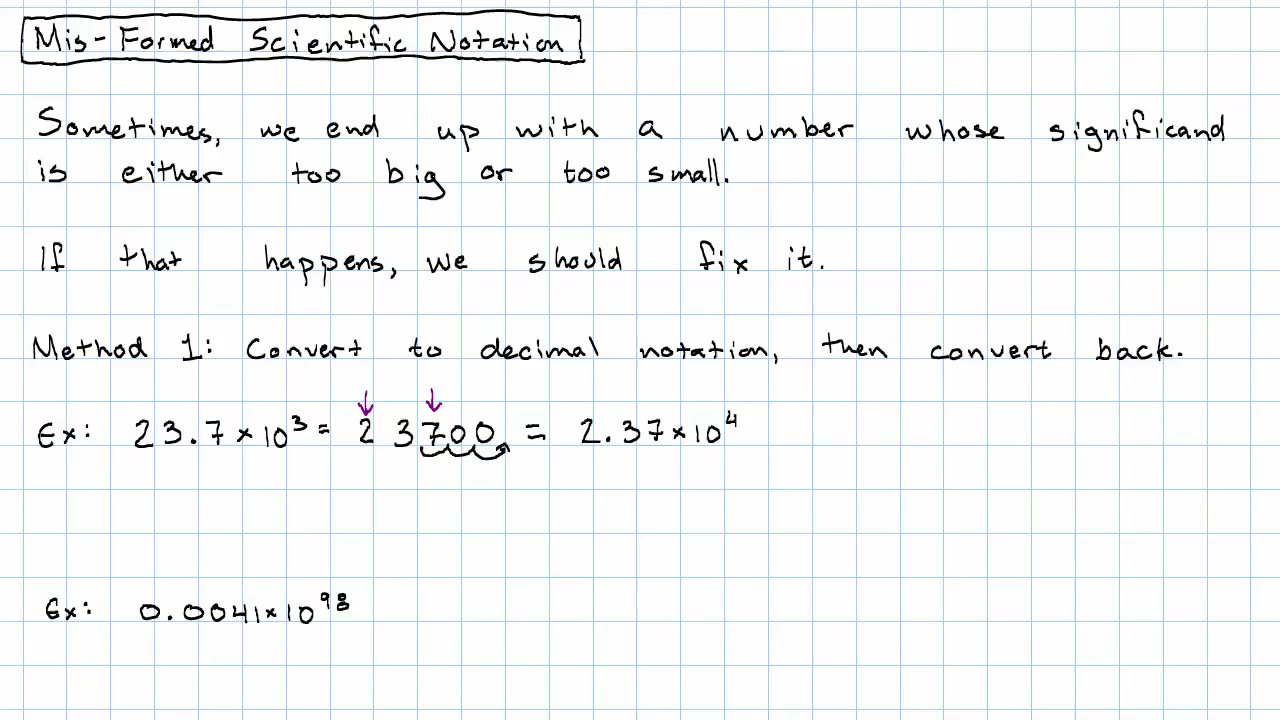 Mis-Formed Scientific Notation
Sometimes, we end up with a number whose significand
is either too big or too small.
If that happens, we should fix it.
Method 1: Convert to decimal notation, then convert back.
Ex: 23.7×10³ = 23700 = 2.37×10⁴
Ex: 0.0041×10⁹⁸